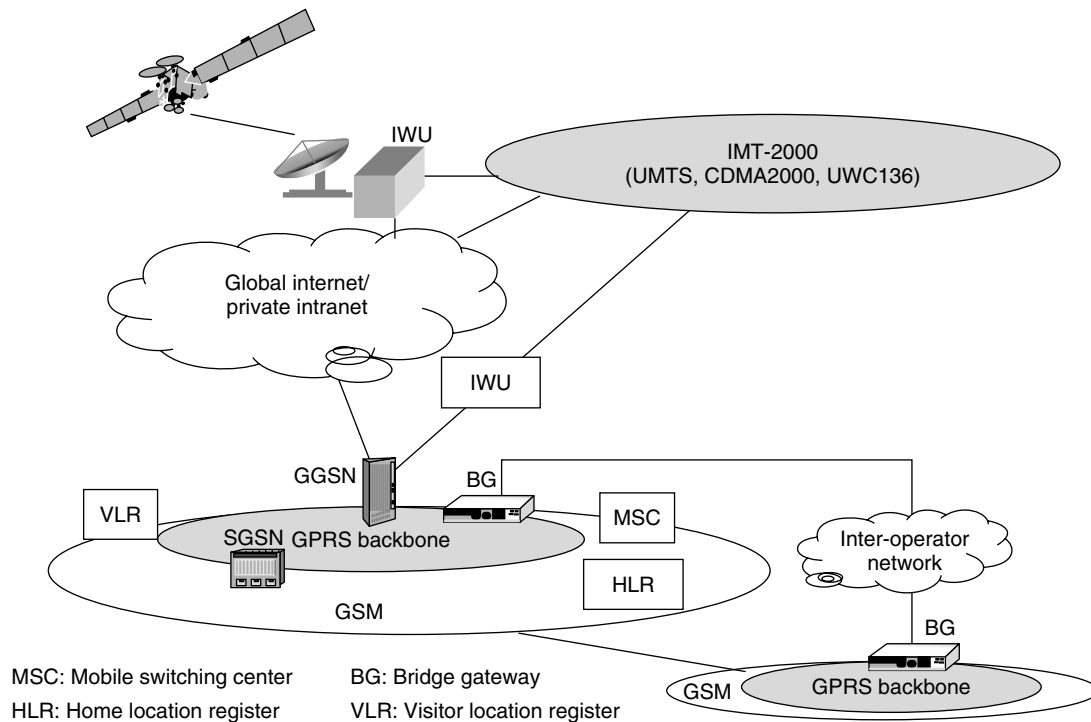 IWU
IMT-2000
(UMTS, CDMA2000, UWC136)
Global internet/
private intranet
IWU
GGSN
BG
VLR
MSC
SGSN
GPRS backbone
Inter-operator
network
HLR
GSM
BG
MSC: Mobile switching center
BG: Bridge gateway
GSM
GPRS backbone
HLR: Home location register
VLR: Visitor location register